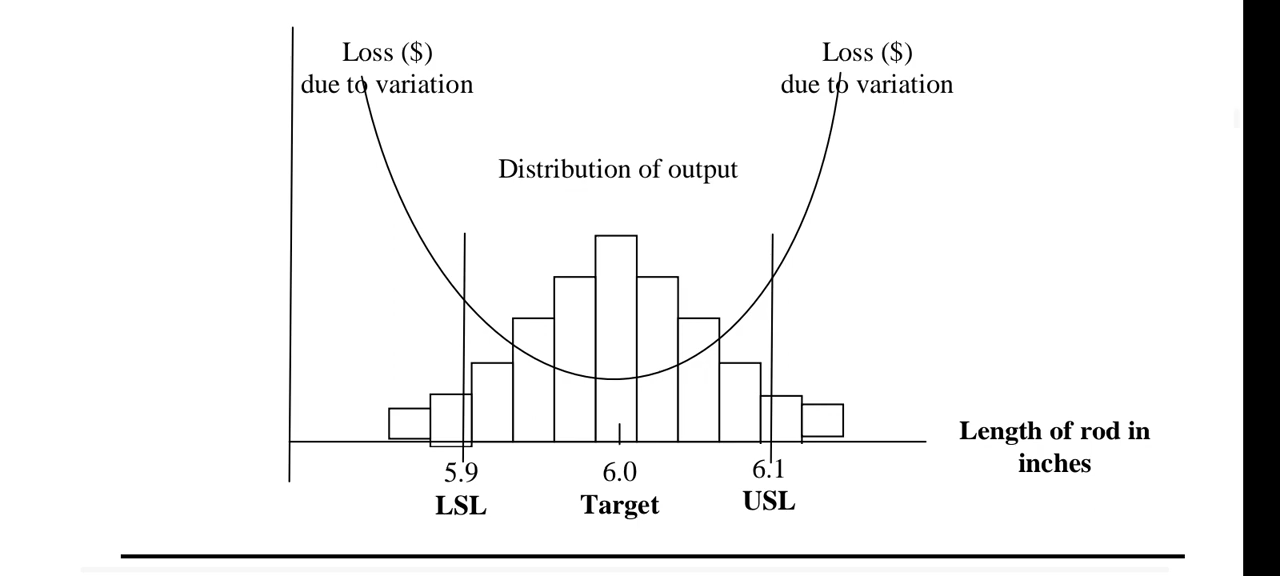 Loss ($)
due to variation
Loss ($)
due to variation
Distribution of output
5.9
LSL
6.0
Target
6.1
USL
Length of rod in
inches